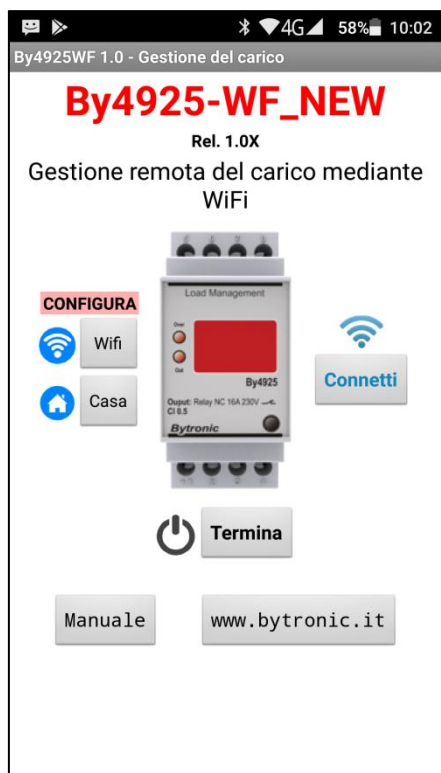 4G 58% 10:02
By4925WF 1.0 - Gestione del carico
By4925-WF_NEW
Rel. 1.0X
Gestione remota del carico mediante
WiFi
Load Management
CONFIGURA
Over
Wifi
Out
Connetti
By4925
Casa
Ouput: Relay NC 16A 230V
Cl 0.5
Bytronic
Termina
Manuale
www.bytronic.it